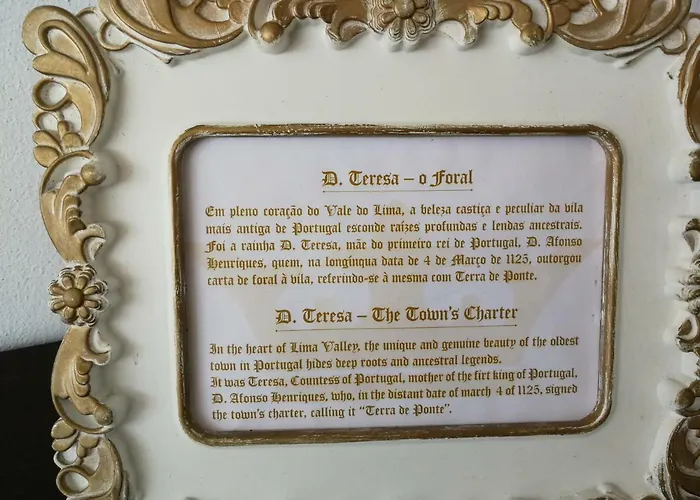 D. Teresa – o Foral
Em pleno coração do Vale do Lima, a beleza castiça e peculiar da vila
mais antiga de Portugal esconde raízes profundas e lendas ancestrais.
Foi a rainha D. Teresa, mãe do primeiro rei de Portugal, D. Afonso
Henriques, quem, na longínqua data de 4 de Março de 1125, outorgou
carta de foral à vila, referindo-se à mesma com Terra de Ponte.
D. Teresa – The Town's Charter
In the heart of Lima Valley, the unique and genuine beauty of the oldest
town in Portugal hides deep roots and ancestral legends.
It was Teresa, Countess of Portugal, mother of the firt king of Portugal,
D. Afonso Henriques, who, in the distant date of march 4 of 1125, signed
the town's charter, calling it "Terra de Ponte".